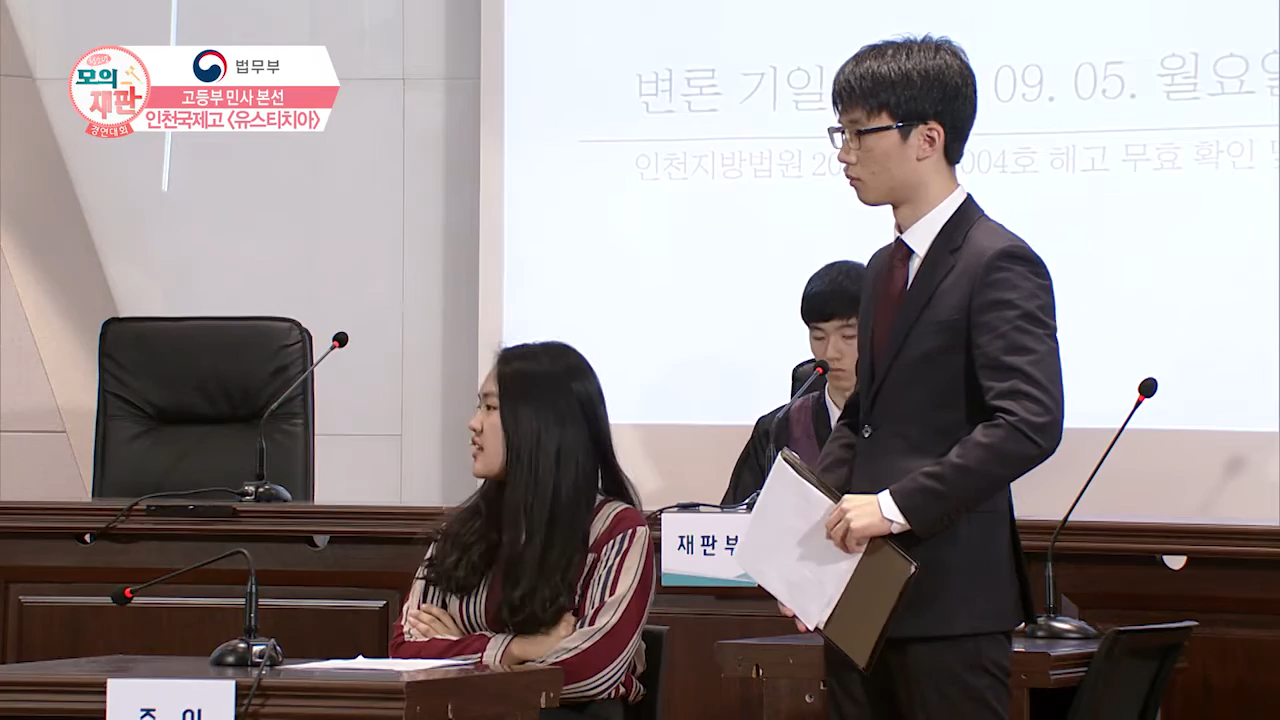 모의
재판
경연대회
법무부
고등부 민사 본선
인천국제고 <유스티치아>
변론 기일 09. 05. 월요일
인천지방법원 20 004호 해고 무효 확인 및
재판부